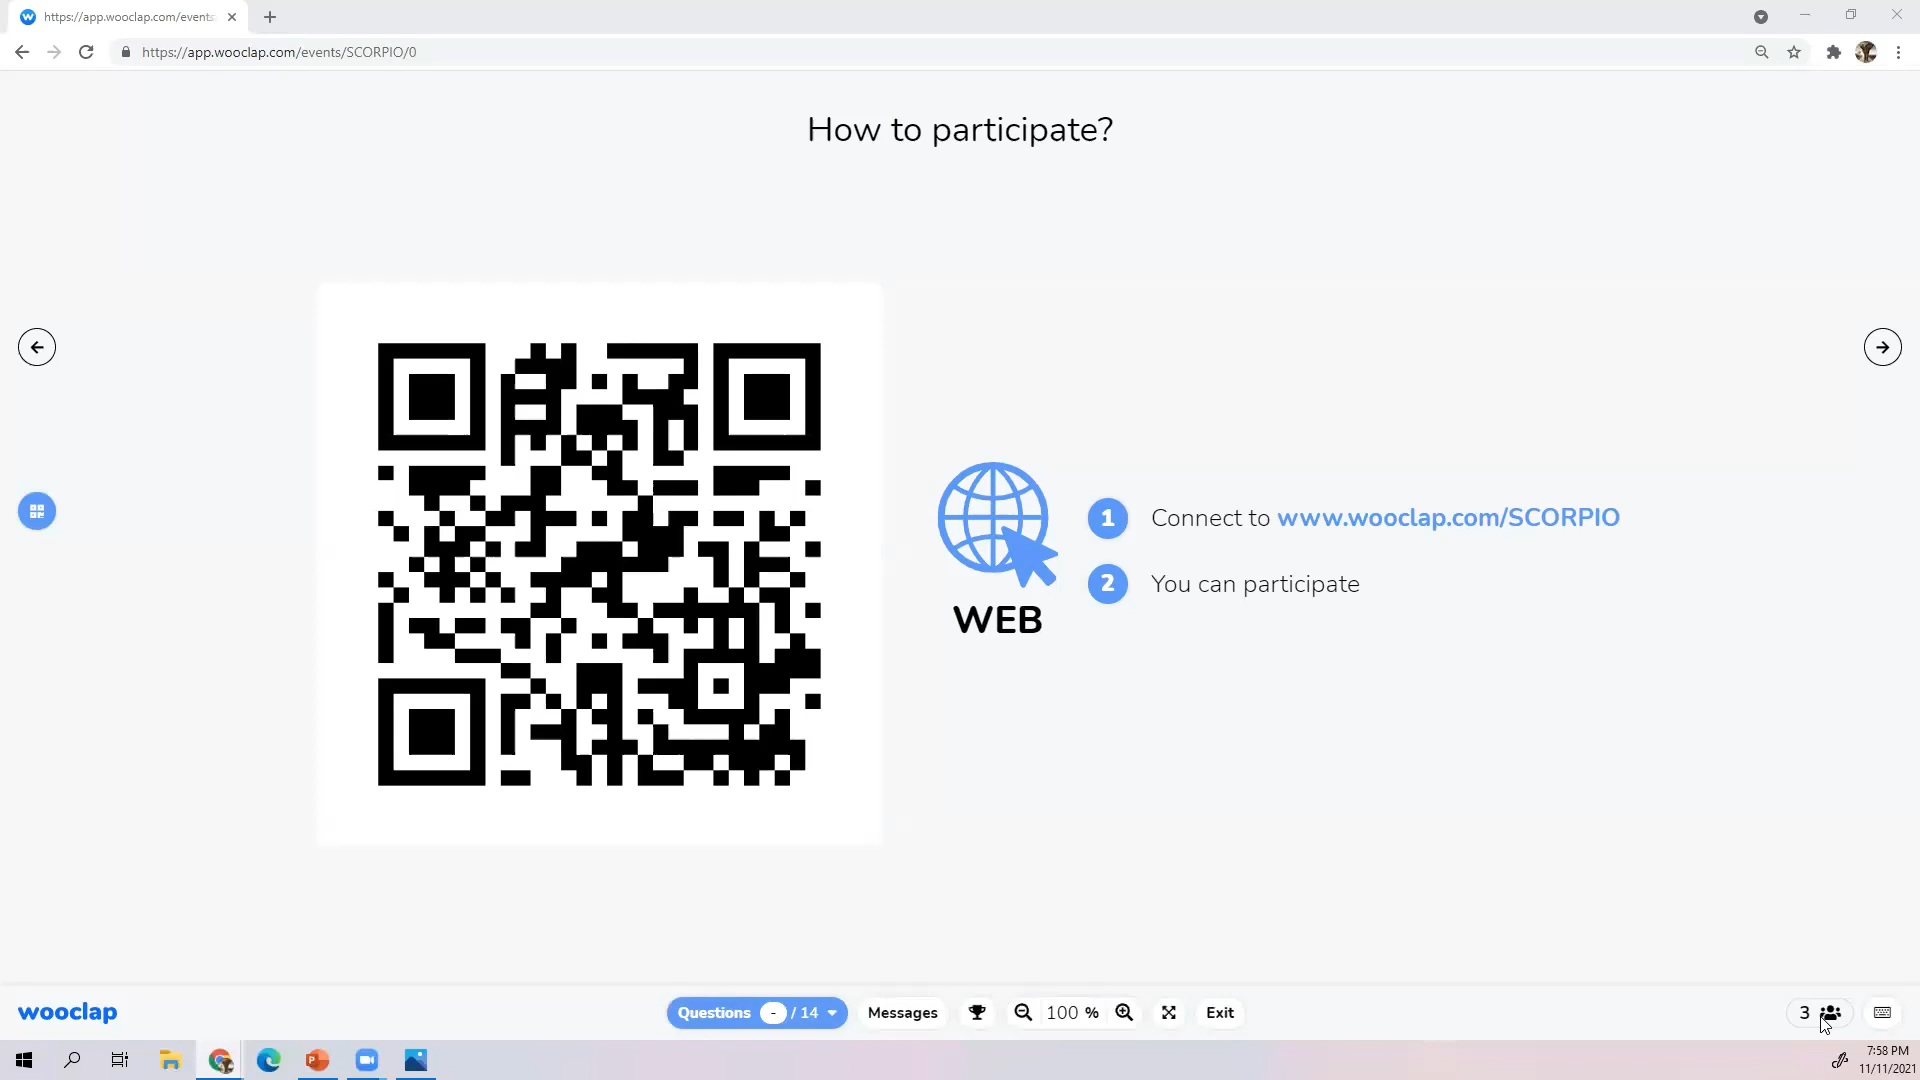 https://app.wooclap.com/events
https://app.wooclap.com/events/SCORPIO/0
How to participate?
1 Connect to www.wooclap.com/SCORPIO
2 You can participate
WEB
wooclap
Questions - / 14
Messages
100 %
Exit
3
7:58 PM
11/11/2021